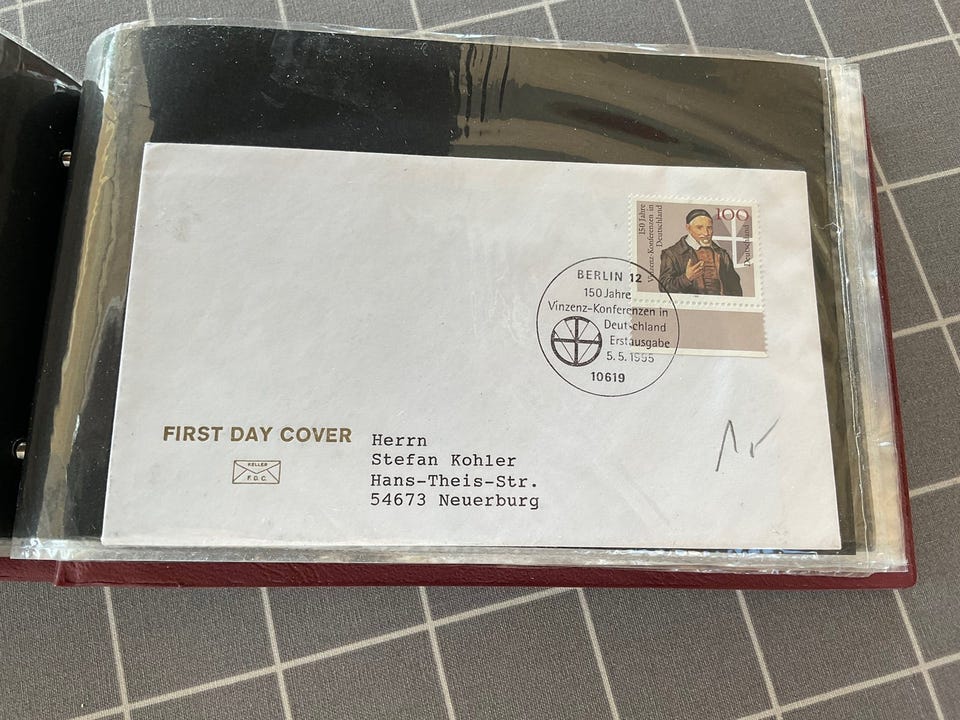 150 Jahre
Vinzenz-Konferenzen in
Deutschland
100
Deutschland
BERLIN 12
150 Jahre
Vinzenz-Konferenzen in
Deutschland
Erstausgabe
5.5.1995
10619
FIRST DAY COVER
KELLER
F.D.C.
Herrn
Stefan Kohler
Hans-Theis-Str.
54673 Neuerburg